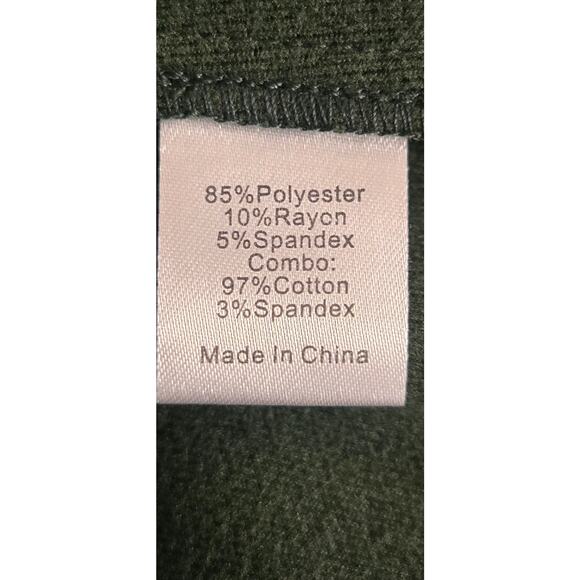 85%Polyester
10%Rayon
5%Spandex
Combo:
97%Cotton
3%Spandex
Made In China